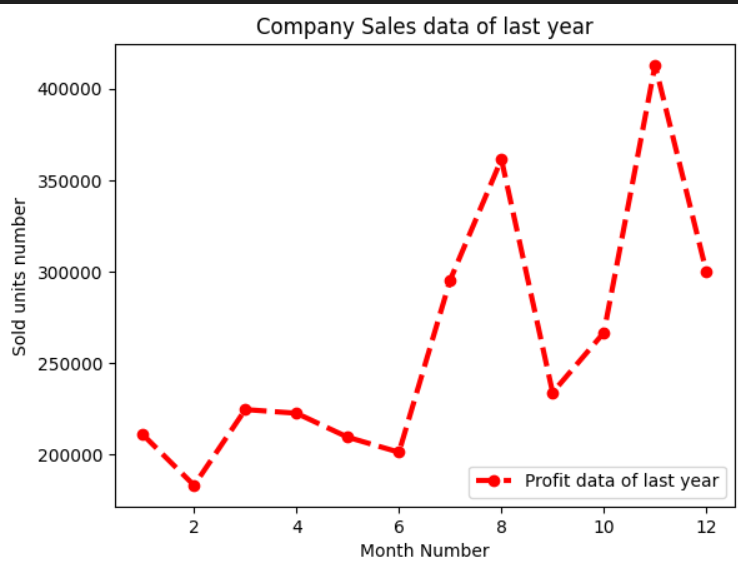 Company Sales data of last year
400000
350000
300000
250000
200000
Sold units number
Profit data of last year
2 4 6 8 10 12
Month Number